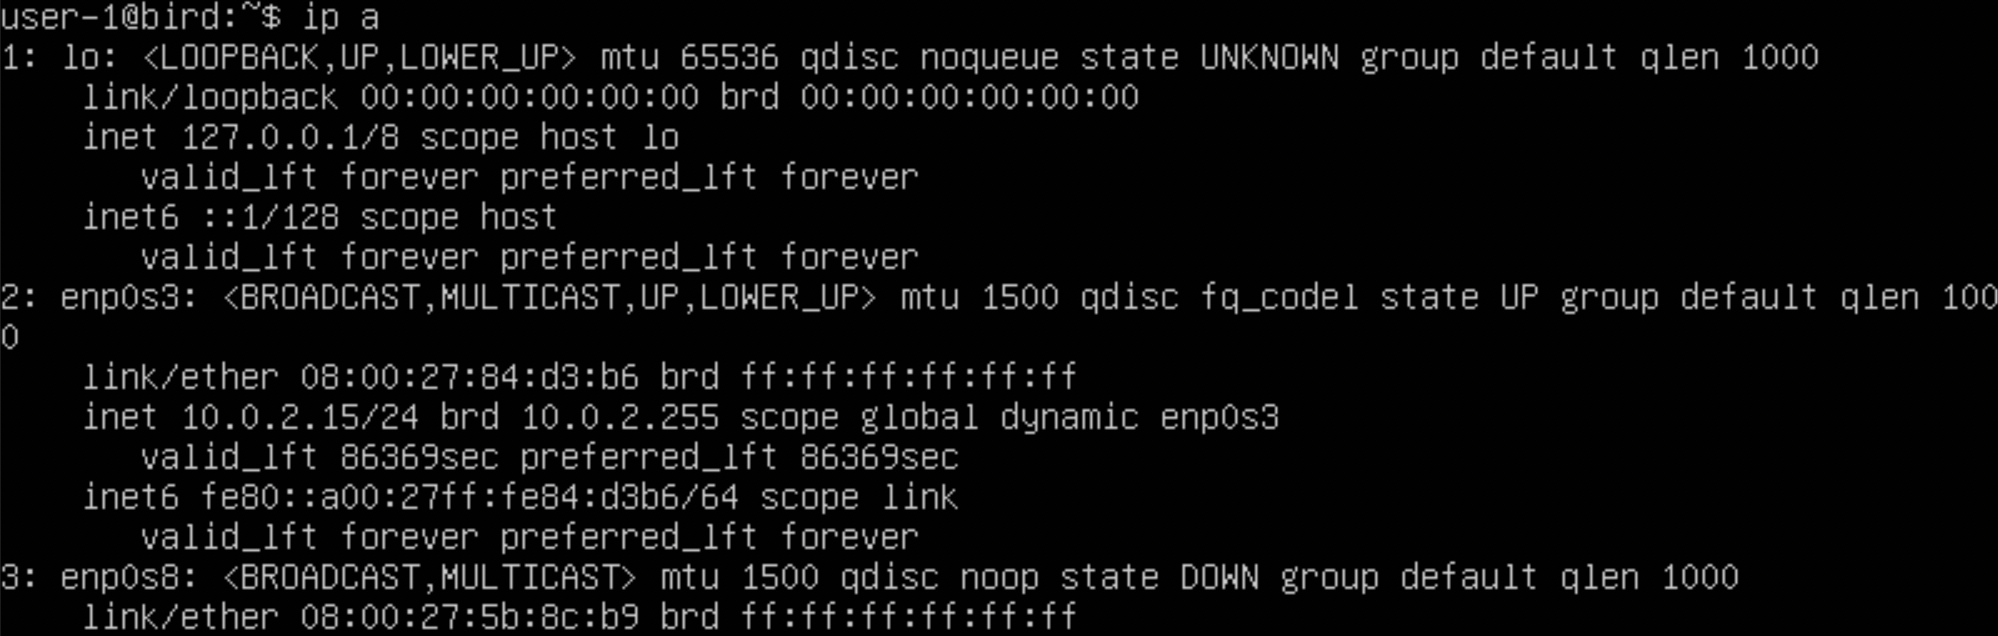 user-1@bird:~$ ip a
1: lo: <LOOPBACK,UP,LOWER_UP> mtu 65536 qdisc noqueue state UNKNOWN group default qlen 1000
    link/loopback 00:00:00:00:00:00 brd 00:00:00:00:00:00
    inet 127.0.0.1/8 scope host lo
       valid_lft forever preferred_lft forever
    inet6 ::1/128 scope host
       valid_lft forever preferred_lft forever
2: enp0s3: <BROADCAST,MULTICAST,UP,LOWER_UP> mtu 1500 qdisc fq_codel state UP group default qlen 100
0
    link/ether 08:00:27:84:d3:b6 brd ff:ff:ff:ff:ff:ff
    inet 10.0.2.15/24 brd 10.0.2.255 scope global dynamic enp0s3
       valid_lft 86369sec preferred_lft 86369sec
    inet6 fe80::a00:27ff:fe84:d3b6/64 scope link
       valid_lft forever preferred_lft forever
3: enp0s8: <BROADCAST,MULTICAST> mtu 1500 qdisc noop state DOWN group default qlen 1000
    link/ether 08:00:27:5b:8c:b9 brd ff:ff:ff:ff:ff:ff